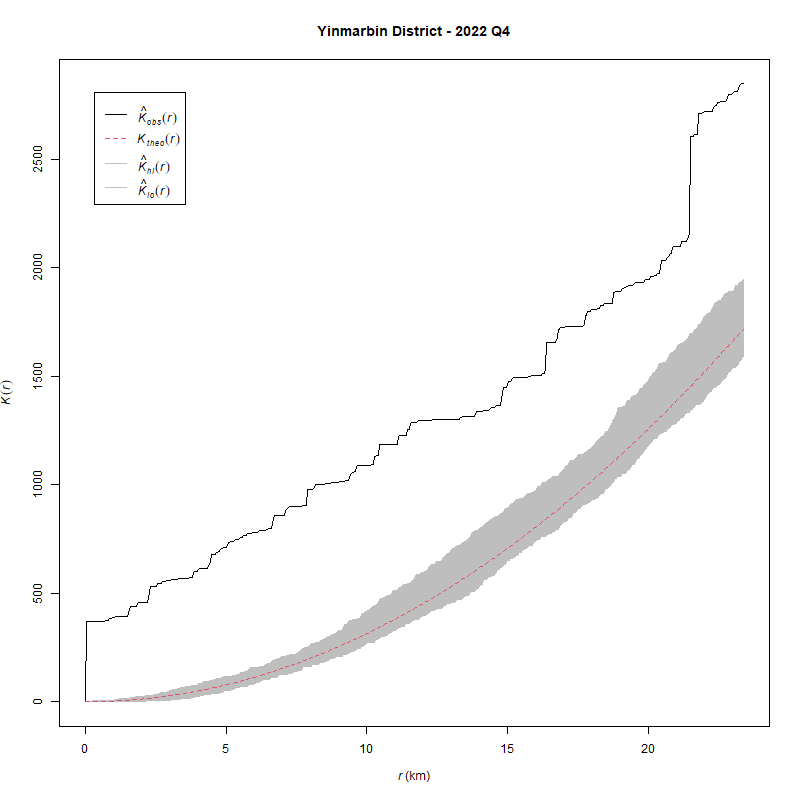 Yinmarbin District - 2022 Q4
K̂obs(r)
Ktheo(r)
K̂hi(r)
K̂lo(r)
2500
2000
1500
1000
500
0
K(r)
0 5 10 15 20
r (km)